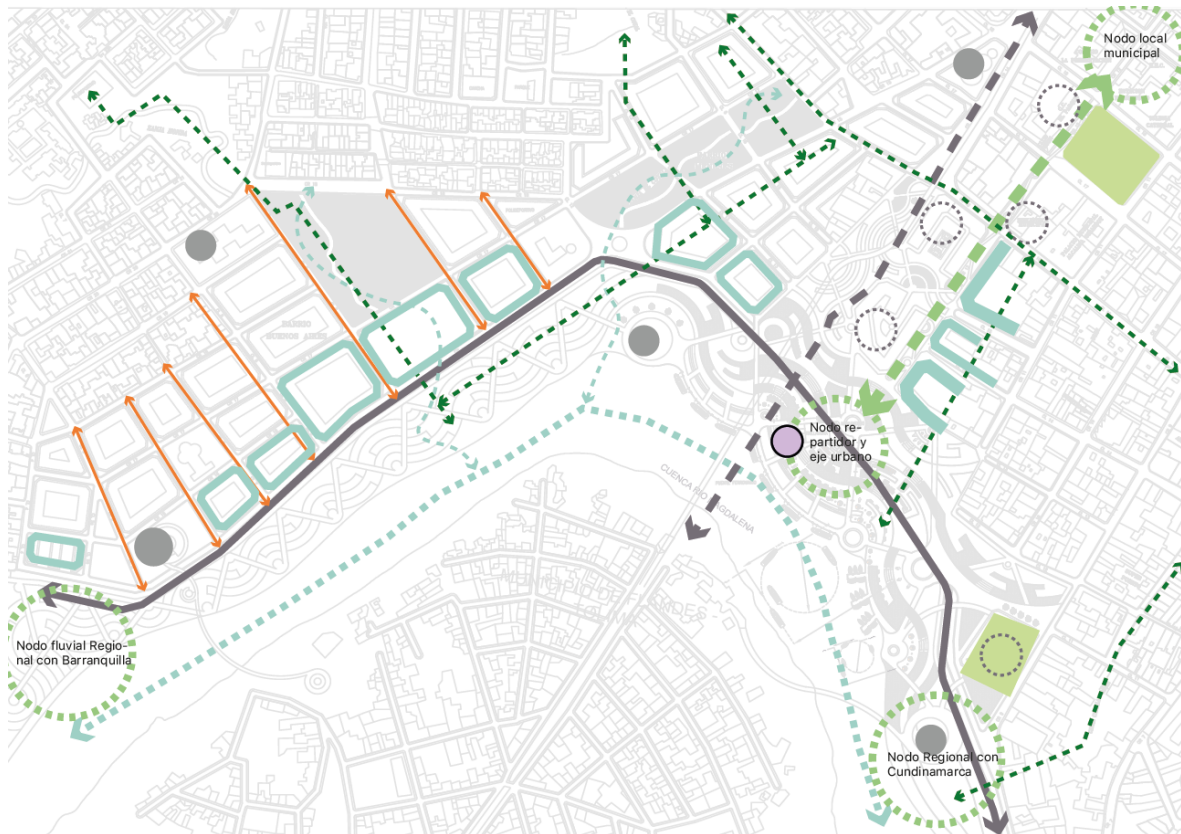 Nodo local
municipal
Nodo re-
partidor y
eje urbano
CUENCA RIO MAGDALENA
Nodo fluvial Regio-
nal con Barranquilla
Nodo Regional con
Cundinamarca